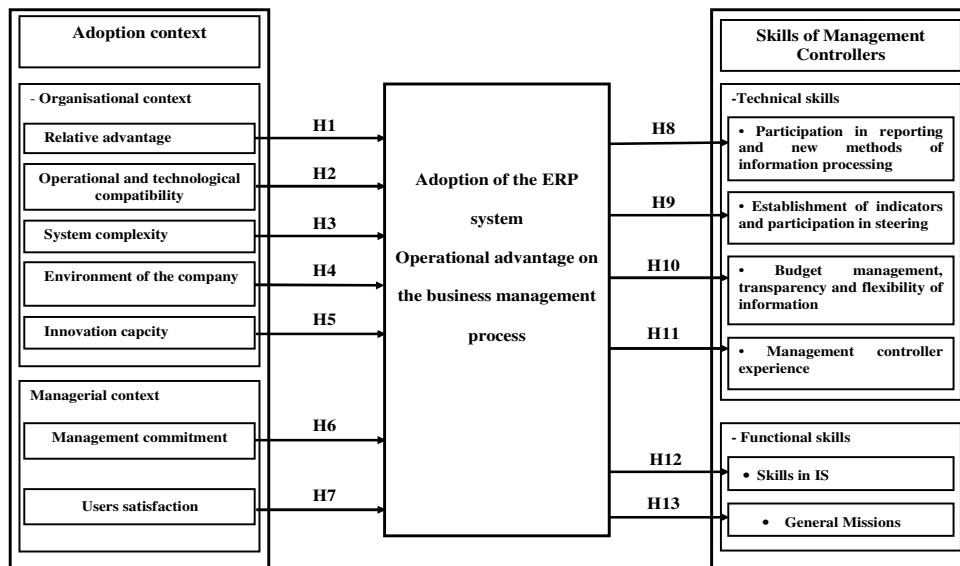 Adoption context
- Organisational context
Relative advantage
Operational and technological
compatibility
System complexity
Environment of the company
Innovation capcity
Managerial context
Management commitment
Users satisfaction
H1
H2
H3
H4
H5
H6
H7
Adoption of the ERP
system
Operational advantage on
the business management
process
H8
H9
H10
H11
H12
H13
Skills of Management
Controllers
-Technical skills
• Participation in reporting
and new methods of
information processing
• Establishment of indicators
and participation in steering
• Budget management,
transparency and flexibility of
information
• Management controller
experience
- Functional skills
• Skills in IS
• General Missions